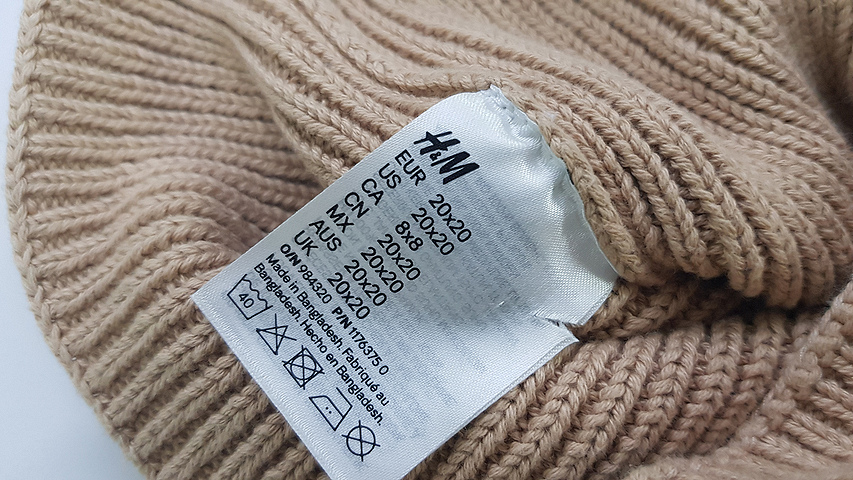 H&M
EUR 20x20
US 20x20
CA 8x8
CN 20x20
MX 20x20
AUS 20x20
UK 20x20
O/N 984320 P/N 1176375 0
Made in Bangladesh. Fabriqué au
Bangladesh. Hecho en Bangladesh.
40